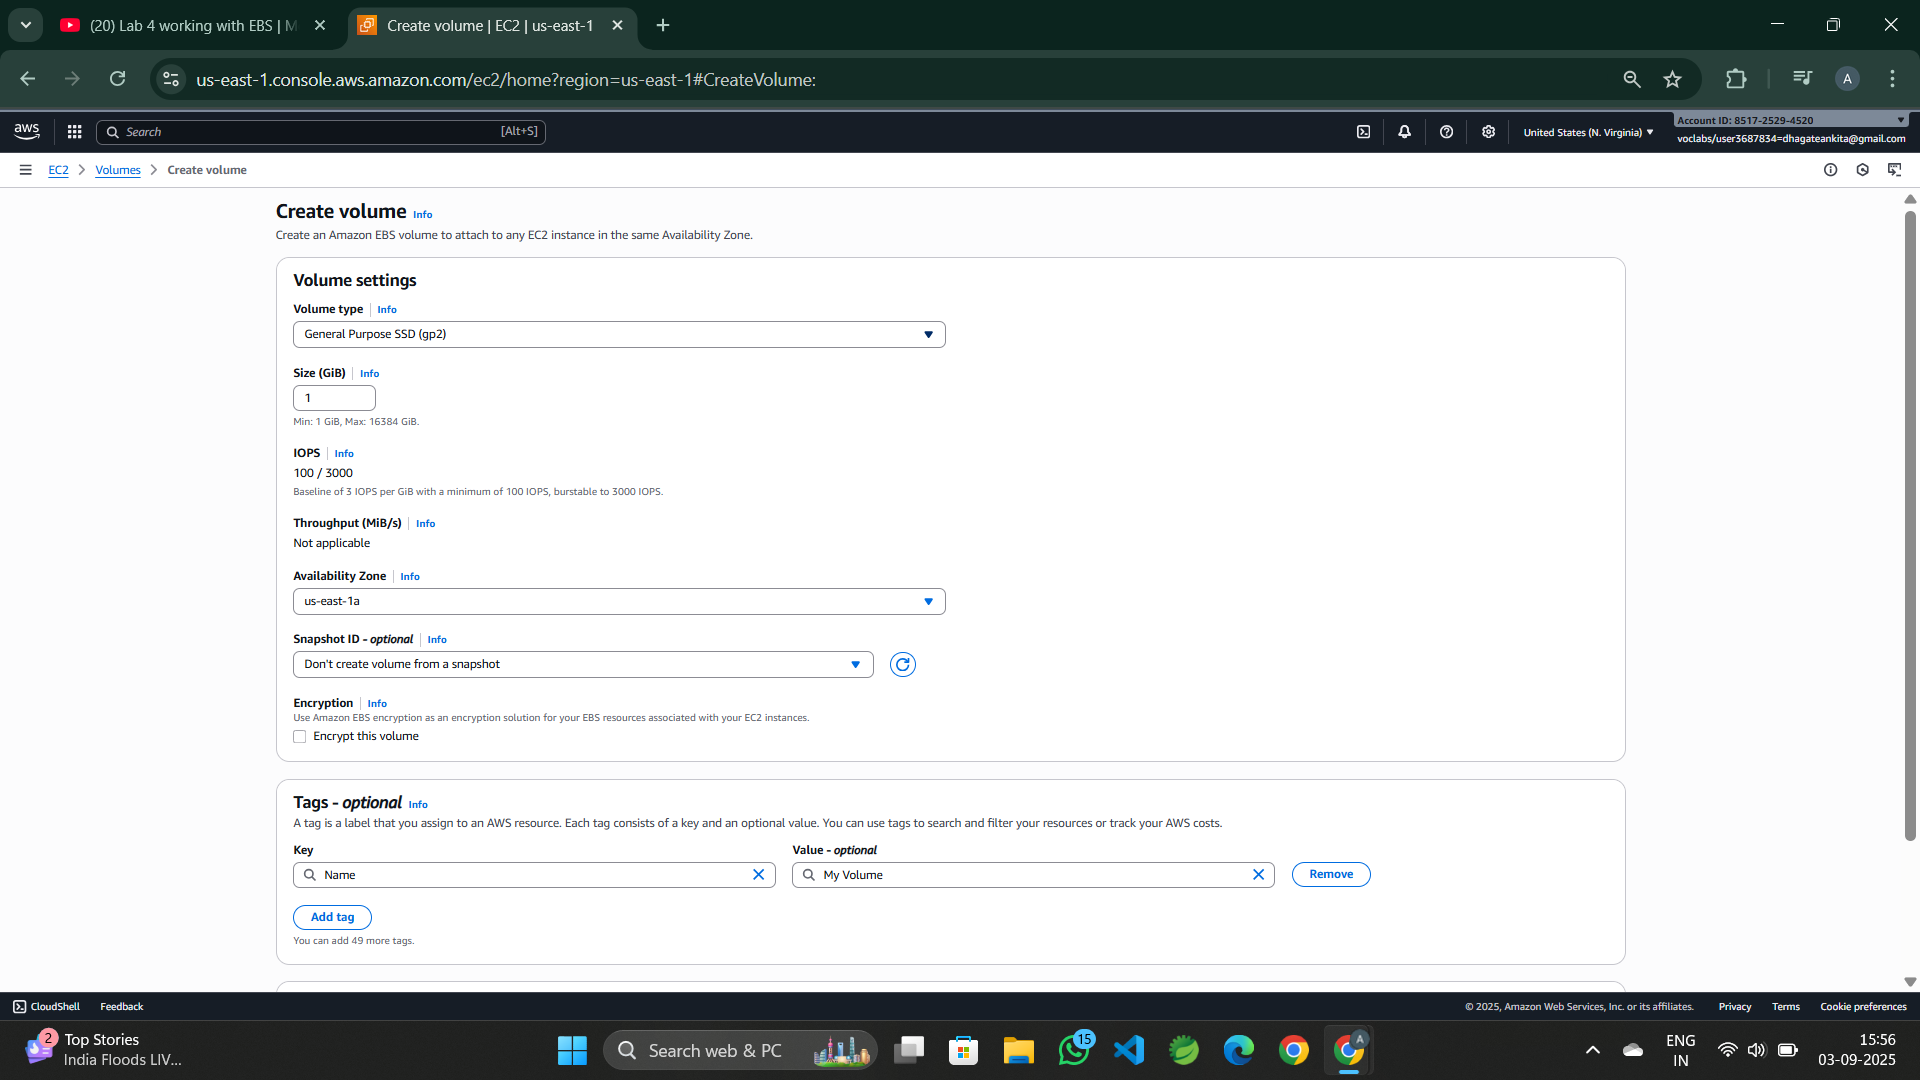 (20) Lab 4 working with EBS | M
Create volume | EC2 | us-east-1
us-east-1.console.aws.amazon.com/ec2/home?region=us-east-1#CreateVolume:
A
aws
Search
[Alt+S]
United States (N. Virginia)
Account ID: 8517-2529-4520
voclabs/user3687834=dhagateankita@gmail.com
EC2
Volumes
Create volume
Create volume Info
Create an Amazon EBS volume to attach to any EC2 instance in the same Availability Zone.
Volume settings
Volume type Info
General Purpose SSD (gp2)
Size (GiB) Info
1
Min: 1 GiB, Max: 16384 GiB.
IOPS Info
100 / 3000
Baseline of 3 IOPS per GiB with a minimum of 100 IOPS, burstable to 3000 IOPS.
Throughput (MiB/s) Info
Not applicable
Availability Zone Info
us-east-1a
Snapshot ID - optional Info
Don't create volume from a snapshot
Encryption Info
Use Amazon EBS encryption as an encryption solution for your EBS resources associated with your EC2 instances.
Encrypt this volume
Tags - optional Info
A tag is a label that you assign to an AWS resource. Each tag consists of a key and an optional value. You can use tags to search and filter your resources or track your AWS costs.
Key
Value - optional
Name
My Volume
Remove
Add tag
You can add 49 more tags.
CloudShell
Feedback
© 2025, Amazon Web Services, Inc. or its affiliates.
Privacy
Terms
Cookie preferences
2
Top Stories
India Floods LIV...
Search web & PC
15
A
ENG
IN
15:56
03-09-2025